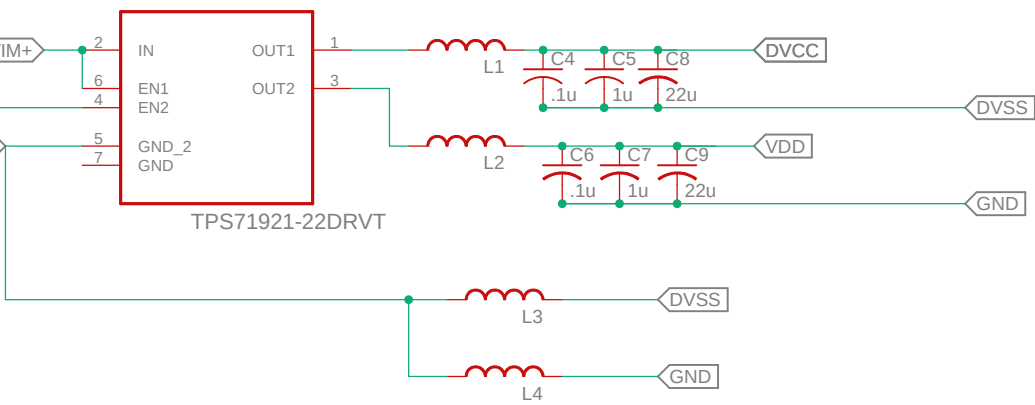 IM+
2 IN OUT1 1
6 EN1 OUT2 3
4 EN2
5 GND_2
7 GND
TPS71921-22DRVT
L1
C4 C5 C8
.1u 1u 22u
DVCC
DVSS
L2
C6 C7 C9
.1u 1u 22u
VDD
GND
L3
DVSS
L4
GND